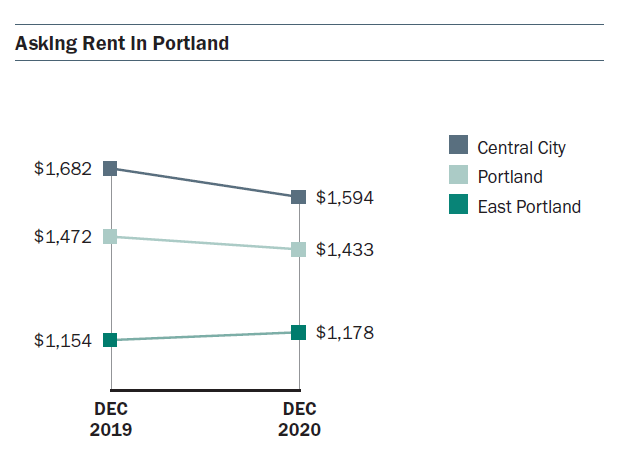 Asking Rent in Portland
$1,682
$1,594
$1,472
$1,433
$1,154
$1,178
DEC
2019
DEC
2020
Central City
Portland
East Portland